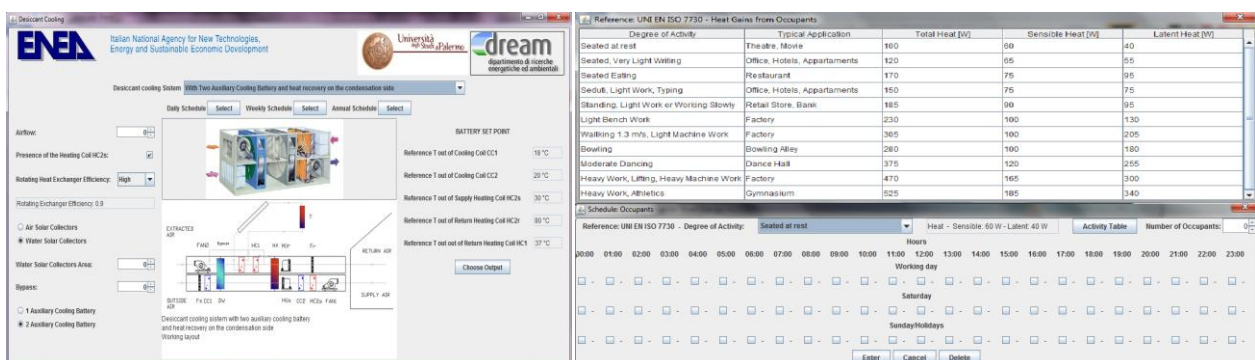 Desiccant Cooling
ENEA
Italian National Agency for New Technologies,
Energy and Sustainable Economic Development
Università
degli Studi di Palermo
dream
dipartimento di ricerche
energetiche ed ambientali
Desiccant cooling Sistem With Two Auxiliary Cooling Battery and heat recovery on the condensation side
Daily Schedule Select Weekly Schedule Select Annual Schedule Select
Airflow: 0
Presence of the Heating Coil HC2s:
Rotating Heat Exchanger Efficiency: High
Rotating Exchanger Efficiency: 0.9
Air Solar Collectors
Water Solar Collectors
Water Solar Collectors Area: 0
Bypass: 0
1 Auxiliary Cooling Battery
2 Auxiliary Cooling Battery
EXTRACTED
AIR
RETURN AIR
OUTSIDE
AIR
SUPPLY AIR
Desiccant cooling sistem with two auxiliary cooling battery
and heat recovery on the condensation side
Working layout
BATTERY SET POINT
Reference T out of Cooling Coil CC1 18 °C
Reference T out of Cooling Coil CC2 20 °C
Reference T out of Supply Heating Coil HC2s 30 °C
Reference T out of Return Heating Coil HC2r 80 °C
Reference T out out of Return Heating Coil HC1 37 °C
Choose Output
Reference: UNI EN ISO 7730 - Heat Gains from Occupants
Degree of Activity Typical Application Total Heat [W] Sensible Heat [W] Latent Heat [W]
Seated at rest Theatre, Movie 100 60 40
Seated, Very Light Writing Office, Hotels, Appartaments 120 65 55
Seated Eating Restaurant 170 75 95
Seduti, Light Work, Typing Office, Hotels, Appartaments 150 75 75
Standing, Light Work or Working Slowly Retail Store, Bank 185 90 95
Light Bench Work Factory 230 100 130
Wallking 1.3 m/s, Light Machine Work Factory 305 100 205
Bowling Bowling Alley 280 100 180
Moderate Dancing Dance Hall 375 120 255
Heavy Work, Lifting, Heavy Machine Work Factory 470 165 300
Heavy Work, Athletics Gymnasium 525 185 340
Schedule: Occupants
Reference: UNI EN ISO 7730 - Degree of Activity: Seated at rest Heat - Sensible: 60 W - Latent: 40 W Activity Table Number of Occupants: 0
Hours
00:00 01:00 02:00 03:00 04:00 05:00 06:00 07:00 08:00 09:00 10:00 11:00 12:00 13:00 14:00 15:00 16:00 17:00 18:00 19:00 20:00 21:00 22:00 23:00
Working day
Saturday
Sunday/Holidays
Enter Cancel Delete